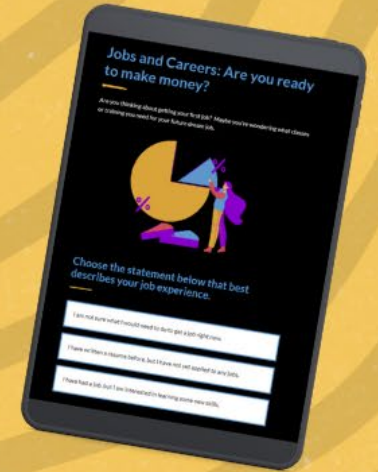 Jobs and Careers: Are you ready
to make money?
Are you thinking about getting your first job? Maybe you're wondering what classes
or training you need for your future dream job.
%
%
Choose the statement below that best
describes your job experience.
I am not sure what I would need to do to get a job right now.
I have written a resume before, but I have not yet applied to any jobs.
I have had a job, but I am interested in learning some new skills.